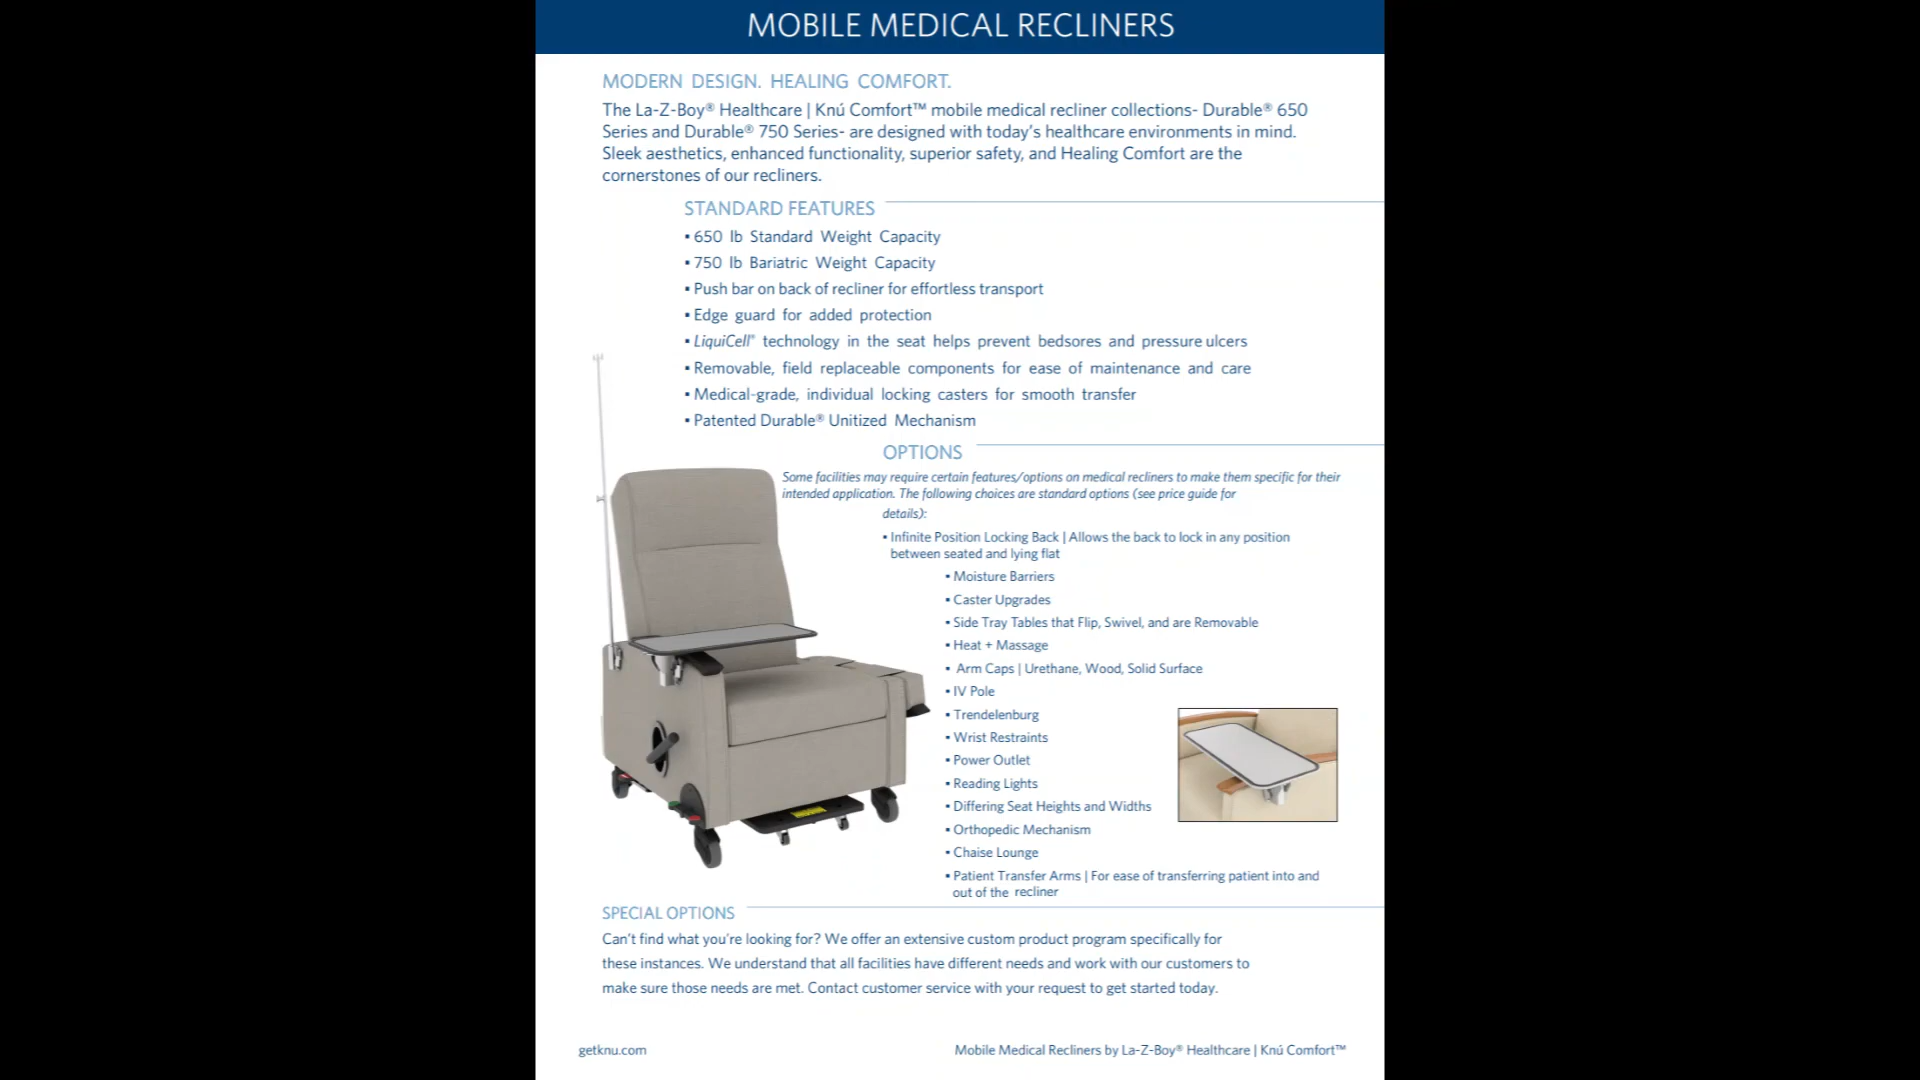 MOBILE MEDICAL RECLINERS
MODERN DESIGN. HEALING COMFORT.
The La-Z-Boy® Healthcare | Knú Comfort™ mobile medical recliner collections- Durable® 650
Series and Durable® 750 Series- are designed with today's healthcare environments in mind.
Sleek aesthetics, enhanced functionality, superior safety, and Healing Comfort are the
cornerstones of our recliners.
STANDARD FEATURES
▪ 650 lb Standard Weight Capacity
▪ 750 lb Bariatric Weight Capacity
▪ Push bar on back of recliner for effortless transport
▪ Edge guard for added protection
▪ LiquiCell® technology in the seat helps prevent bedsores and pressure ulcers
▪ Removable, field replaceable components for ease of maintenance and care
▪ Medical-grade, individual locking casters for smooth transfer
▪ Patented Durable® Unitized Mechanism
OPTIONS
Some facilities may require certain features/options on medical recliners to make them specific for their
intended application. The following choices are standard options (see price guide for
details):
▪ Infinite Position Locking Back | Allows the back to lock in any position
between seated and lying flat
▪ Moisture Barriers
▪ Caster Upgrades
▪ Side Tray Tables that Flip, Swivel, and are Removable
▪ Heat + Massage
▪ Arm Caps | Urethane, Wood, Solid Surface
▪ IV Pole
▪ Trendelenburg
▪ Wrist Restraints
▪ Power Outlet
▪ Reading Lights
▪ Differing Seat Heights and Widths
▪ Orthopedic Mechanism
▪ Chaise Lounge
▪ Patient Transfer Arms | For ease of transferring patient into and
out of the recliner
SPECIAL OPTIONS
Can't find what you're looking for? We offer an extensive custom product program specifically for
these instances. We understand that all facilities have different needs and work with our customers to
make sure those needs are met. Contact customer service with your request to get started today.
getknu.com
Mobile Medical Recliners by La-Z-Boy® Healthcare | Knú Comfort™